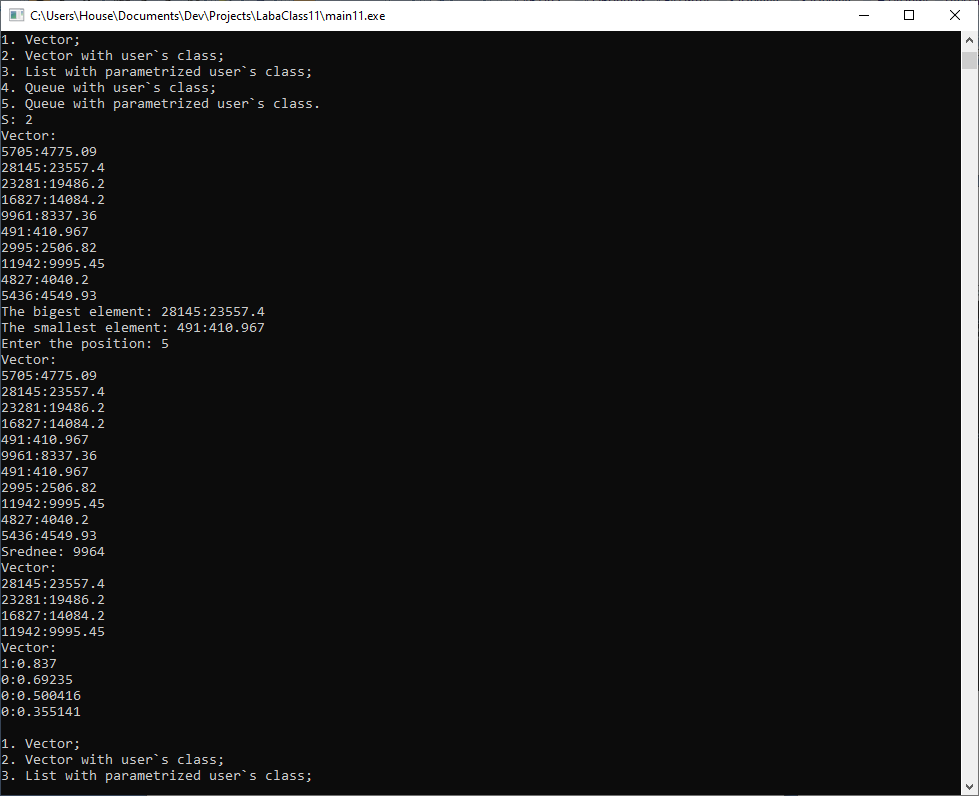 C:\Users\House\Documents\Dev\Projects\LabaClass11\main11.exe
1. Vector;
2. Vector with user`s class;
3. List with parametrized user`s class;
4. Queue with user`s class;
5. Queue with parametrized user`s class.
S: 2
Vector:
5705:4775.09
28145:23557.4
23281:19486.2
16827:14084.2
9961:8337.36
491:410.967
2995:2506.82
11942:9995.45
4827:4040.2
5436:4549.93
The bigest element: 28145:23557.4
The smallest element: 491:410.967
Enter the position: 5
Vector:
5705:4775.09
28145:23557.4
23281:19486.2
16827:14084.2
491:410.967
9961:8337.36
491:410.967
2995:2506.82
11942:9995.45
4827:4040.2
5436:4549.93
Srednee: 9964
Vector:
28145:23557.4
23281:19486.2
16827:14084.2
11942:9995.45
Vector:
1:0.837
0:0.69235
0:0.500416
0:0.355141
1. Vector;
2. Vector with user`s class;
3. List with parametrized user`s class;